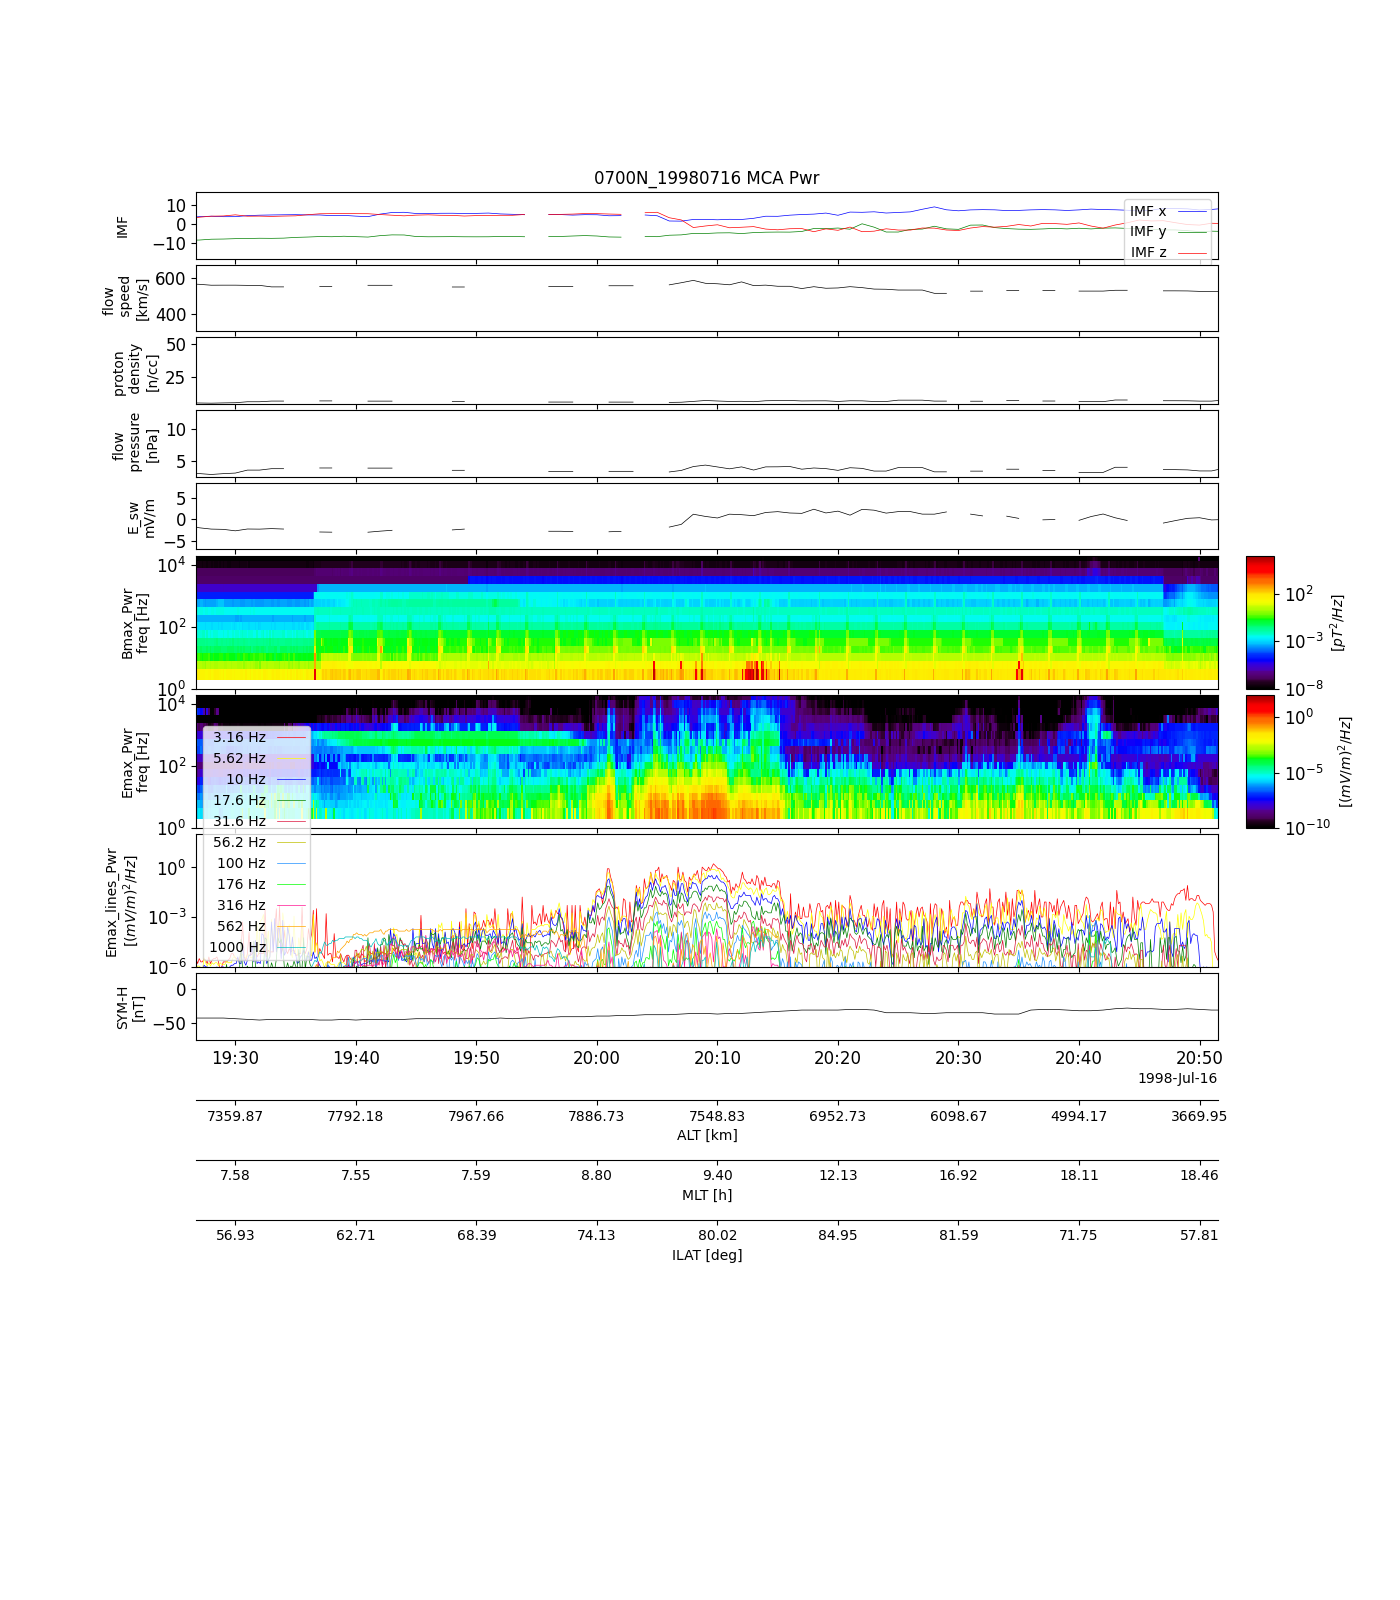 0700N_19980716 MCA Pwr
IMF
10
0
−10
IMF x
IMF y
IMF z
flow
speed
[km/s]
600
400
proton
density
[n/cc]
50
25
flow
pressure
[nPa]
10
5
E_sw
mV/m
5
0
−5
Bmax_Pwr
freq [Hz]
10^4
10^2
10^0
10^2
10^−3
10^−8
[pT^2/Hz]
Emax_Pwr
freq [Hz]
10^4
10^2
10^0
10^0
10^−5
10^−10
[(mV/m)^2/Hz]
3.16 Hz
5.62 Hz
10 Hz
17.6 Hz
31.6 Hz
56.2 Hz
100 Hz
176 Hz
316 Hz
562 Hz
1000 Hz
Emax_lines_Pwr
[(mV/m)^2/Hz]
10^0
10^−3
10^−6
SYM-H
[nT]
0
−50
19:30 19:40 19:50 20:00 20:10 20:20 20:30 20:40 20:50
1998-Jul-16
7359.87 7792.18 7967.66 7886.73 7548.83 6952.73 6098.67 4994.17 3669.95
ALT [km]
7.58 7.55 7.59 8.80 9.40 12.13 16.92 18.11 18.46
MLT [h]
56.93 62.71 68.39 74.13 80.02 84.95 81.59 71.75 57.81
ILAT [deg]